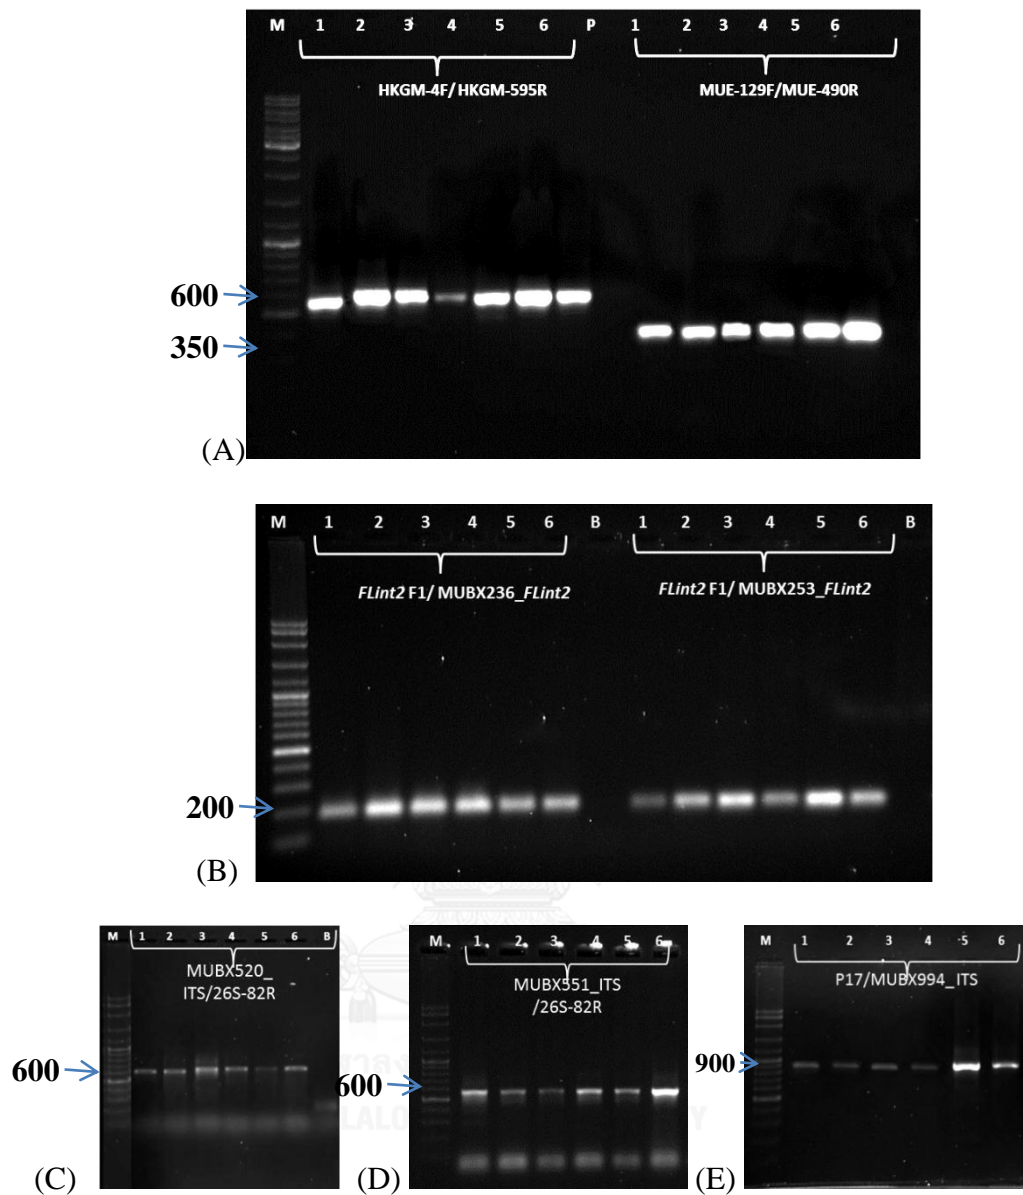 M 1 2 3 4 5 6 P 1 2 3 4 5 6
HKGM-4F/HKGM-595R MUE-129F/MUE-490R
600
350
(A)
M 1 2 3 4 5 6 B 1 2 3 4 5 6 B
FLint2 F1/ MUBX236_FLint2 FLint2 F1/ MUBX253_FLint2
200
(B)
M 1 2 3 4 5 6 B
MUBX520_
ITS/26S-82R
600
(C)
M 1 2 3 4 5 6
MUBX551_ITS
/26S-82R
600
(D)
M 1 2 3 4 5 6
P17/MUBX994_ITS
900
(E)